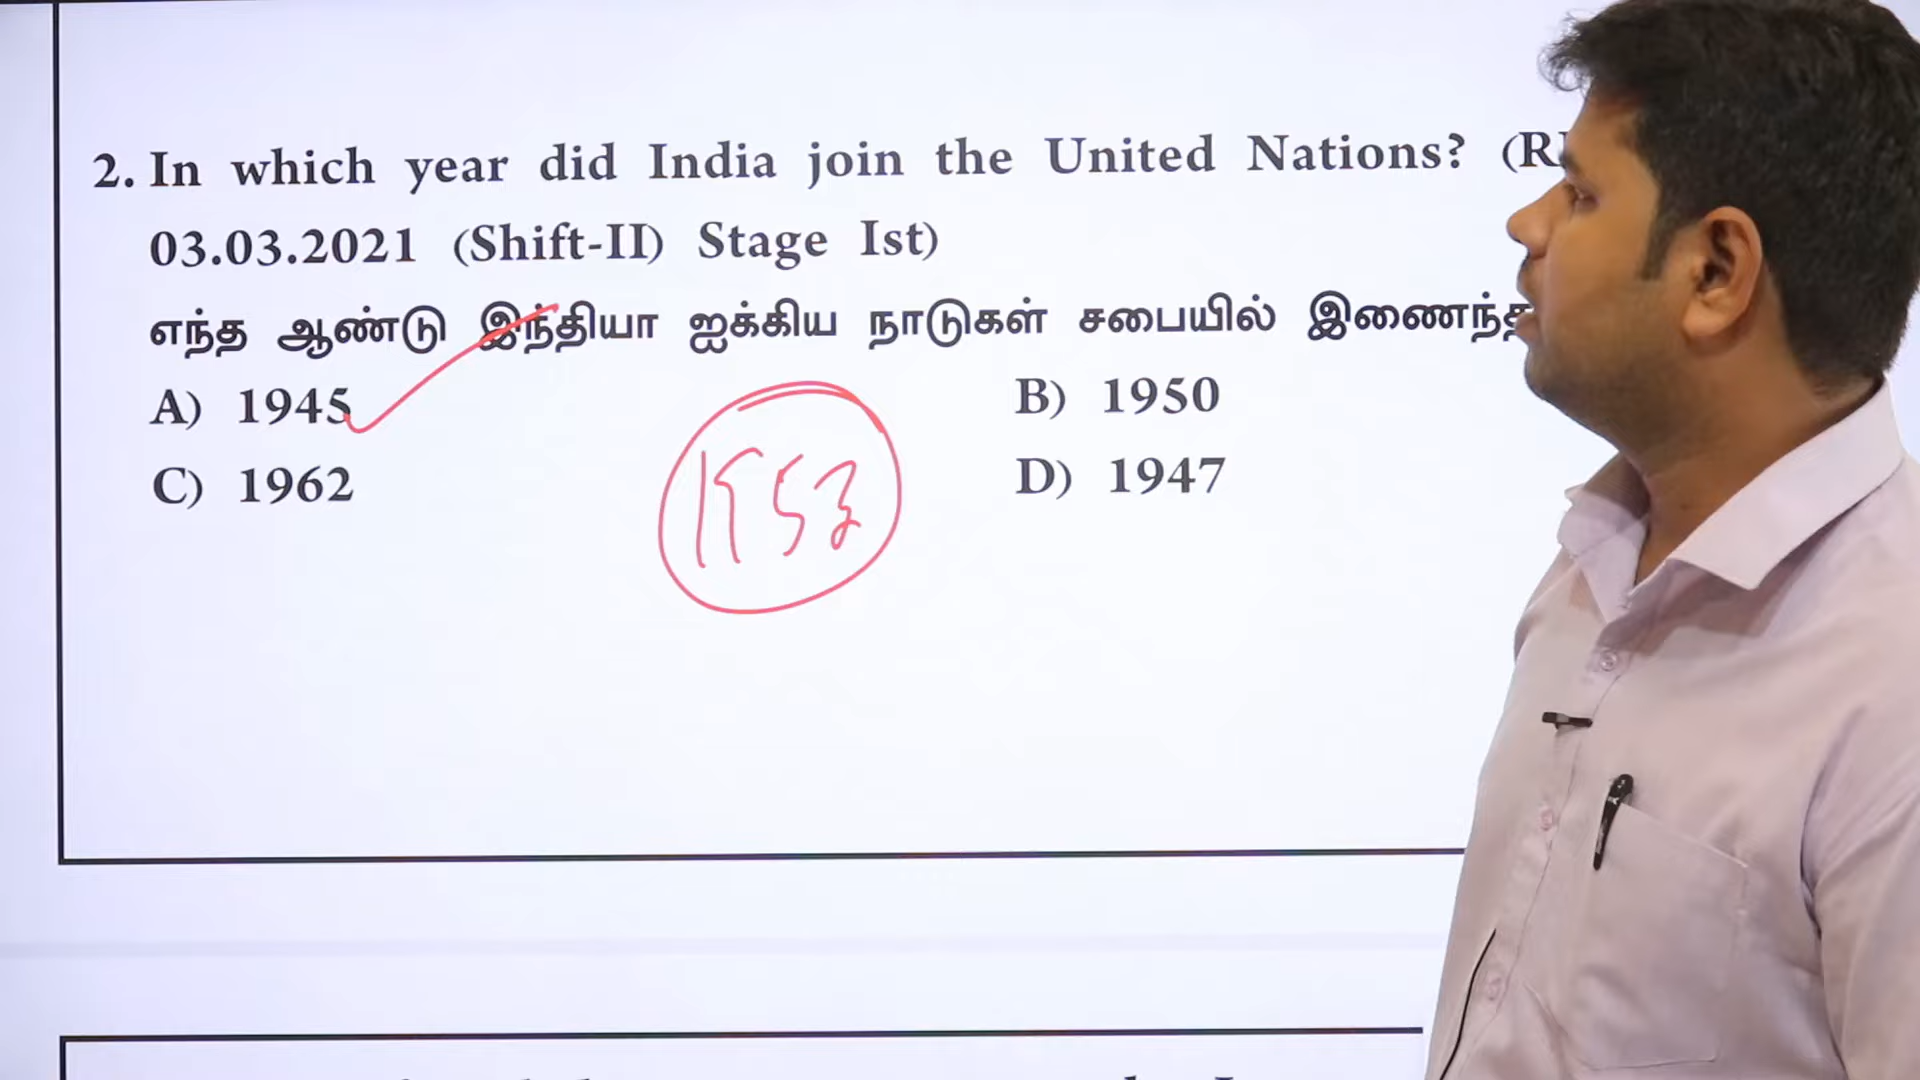 2. In which year did India join the United Nations?
03.03.2021 (Shift-II) Stage Ist)
எந்த ஆண்டு இந்தியா ஐக்கிய நாடுகள் சபையில்
A) 1945 B) 1950
1953
C) 1962 D) 1947